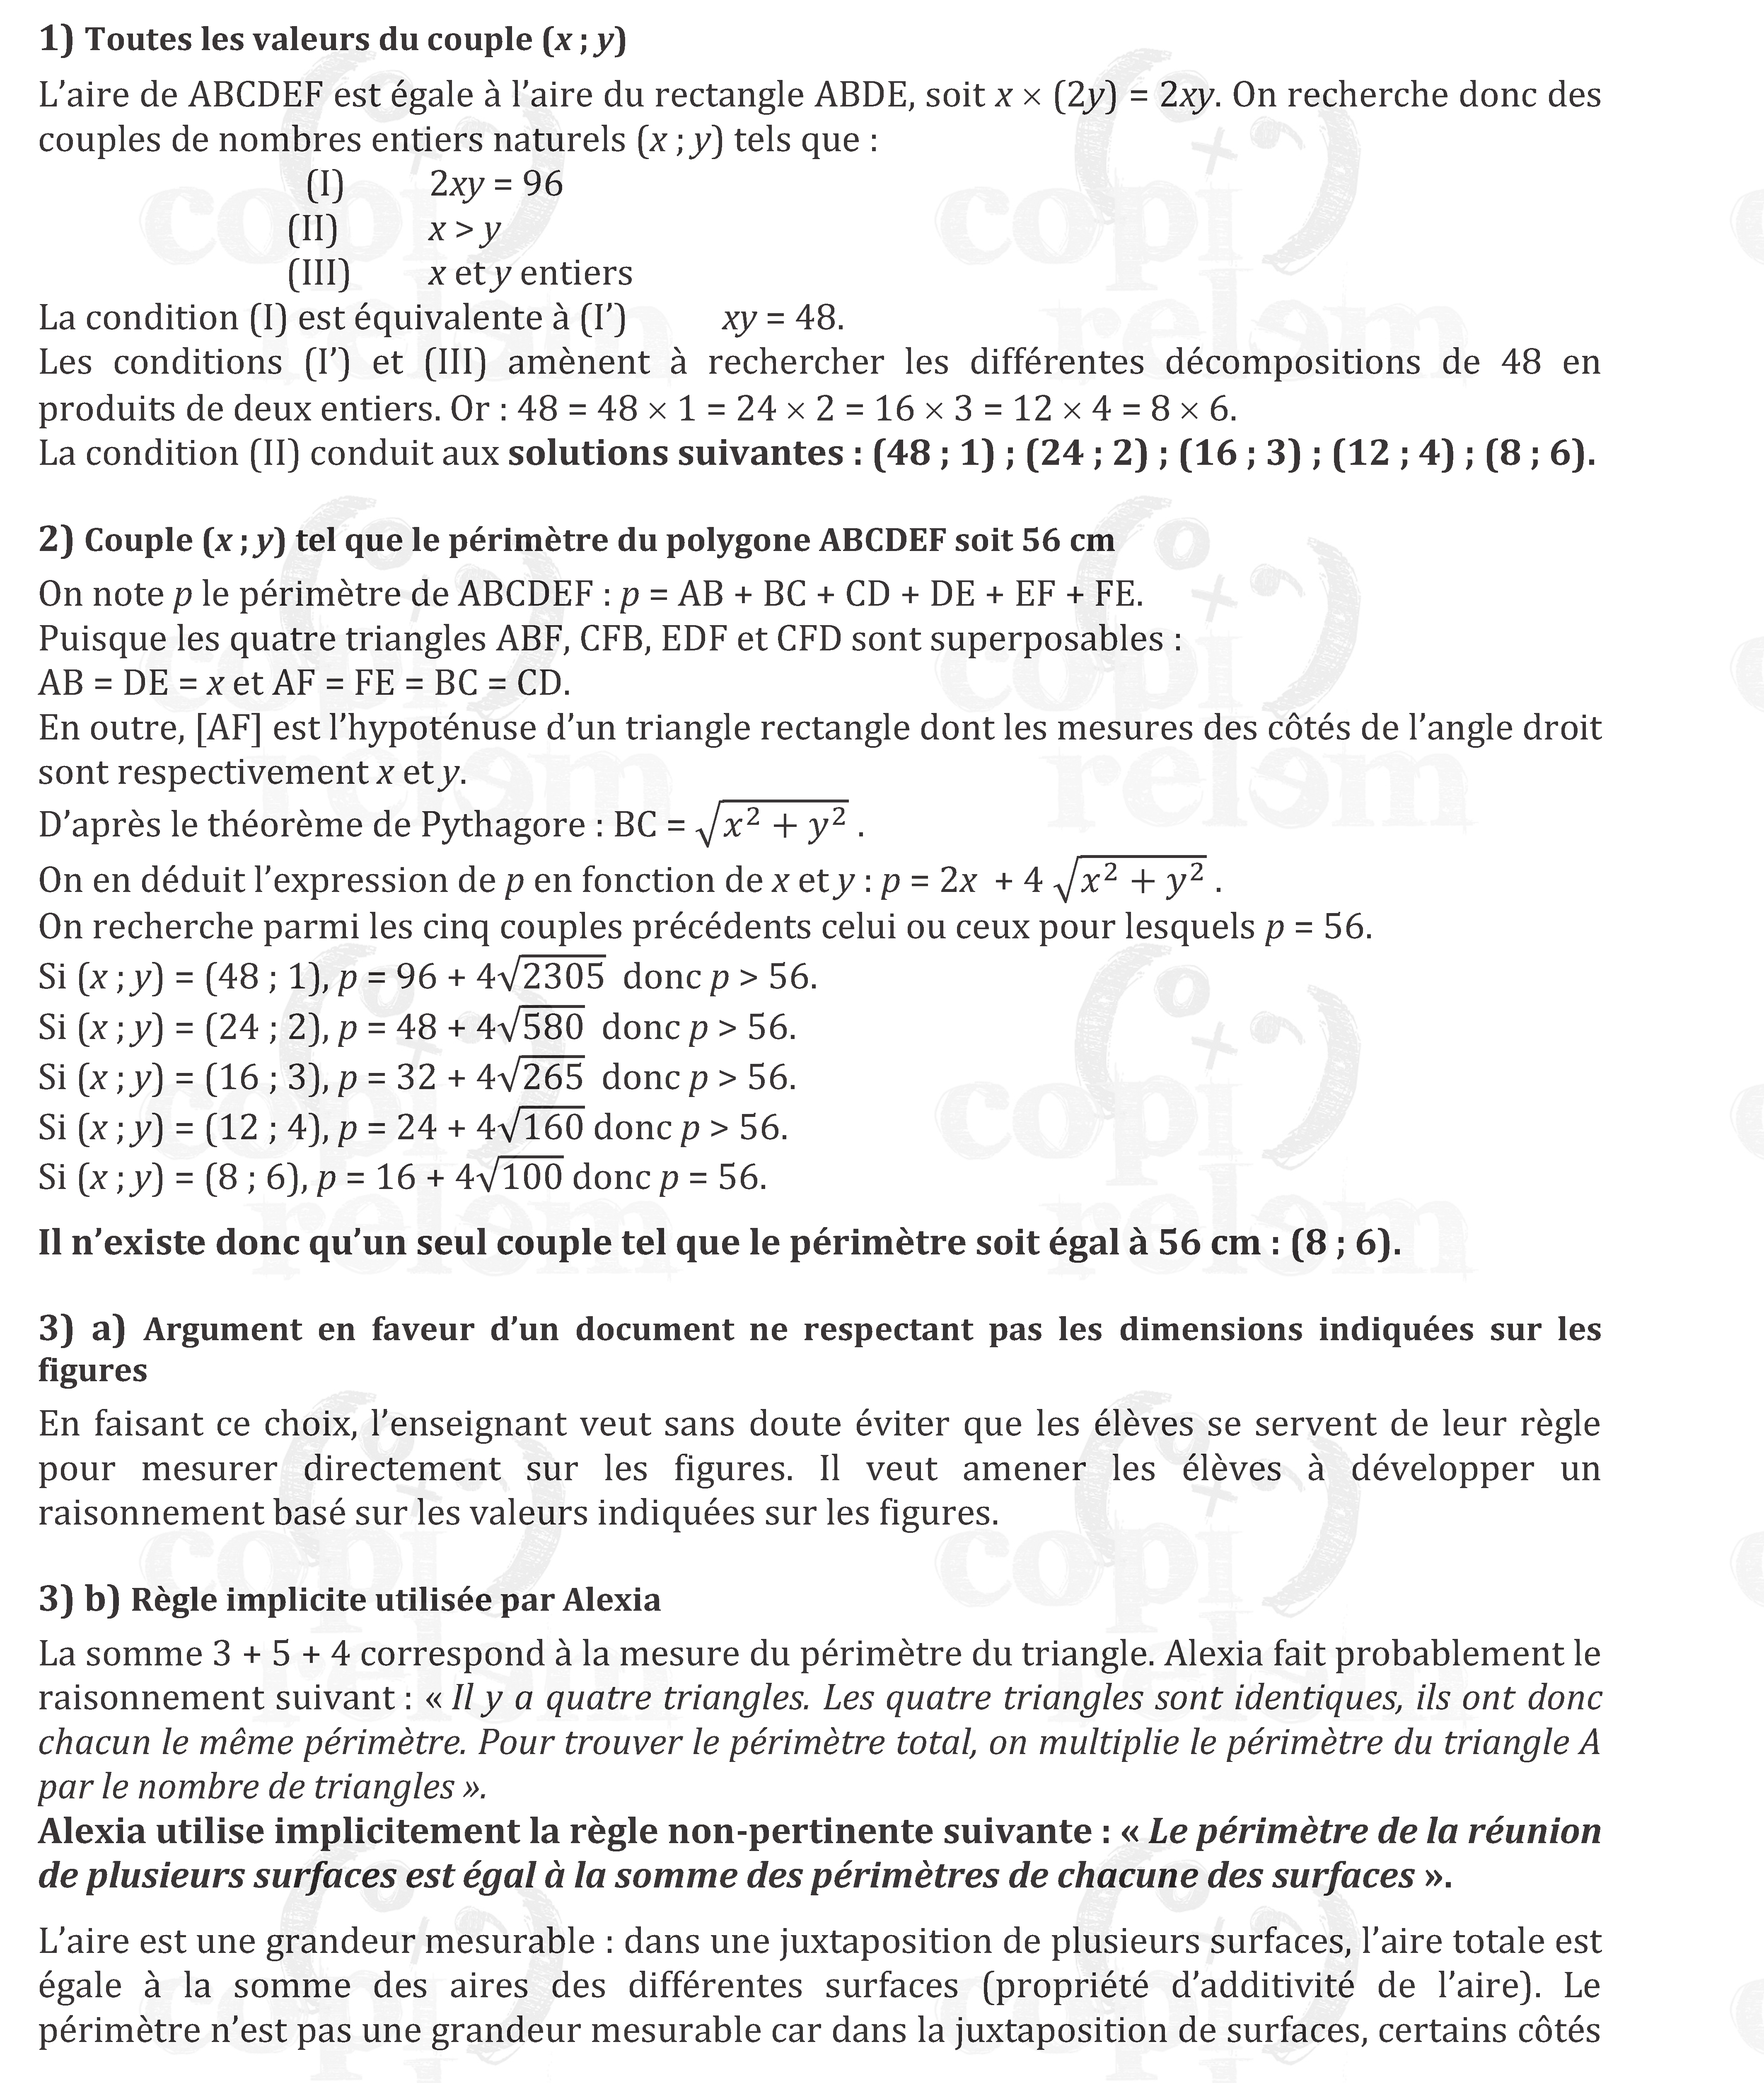 1) Toutes les valeurs du couple (x ; y)
L’aire de ABCDEF est égale à l’aire du rectangle ABDE, soit x × (2y) = 2xy. On recherche donc des
couples de nombres entiers naturels (x ; y) tels que :
(I) 2xy = 96
(II) x > y
(III) x et y entiers
La condition (I) est équivalente à (I’) xy = 48.
Les conditions (I’) et (III) amènent à rechercher les différentes décompositions de 48 en
produits de deux entiers. Or : 48 = 48 × 1 = 24 × 2 = 16 × 3 = 12 × 4 = 8 × 6.
La condition (II) conduit aux solutions suivantes : (48 ; 1) ; (24 ; 2) ; (16 ; 3) ; (12 ; 4) ; (8 ; 6).
2) Couple (x ; y) tel que le périmètre du polygone ABCDEF soit 56 cm
On note p le périmètre de ABCDEF : p = AB + BC + CD + DE + EF + FE.
Puisque les quatre triangles ABF, CFB, EDF et CFD sont superposables :
AB = DE = x et AF = FE = BC = CD.
En outre, [AF] est l’hypoténuse d’un triangle rectangle dont les mesures des côtés de l’angle droit
sont respectivement x et y.
D’après le théorème de Pythagore : BC = √(x² + y²) .
On en déduit l’expression de p en fonction de x et y : p = 2x + 4 √(x² + y²) .
On recherche parmi les cinq couples précédents celui ou ceux pour lesquels p = 56.
Si (x ; y) = (48 ; 1), p = 96 + 4√2305 donc p > 56.
Si (x ; y) = (24 ; 2), p = 48 + 4√580 donc p > 56.
Si (x ; y) = (16 ; 3), p = 32 + 4√265 donc p > 56.
Si (x ; y) = (12 ; 4), p = 24 + 4√160 donc p > 56.
Si (x ; y) = (8 ; 6), p = 16 + 4√100 donc p = 56.
Il n’existe donc qu’un seul couple tel que le périmètre soit égal à 56 cm : (8 ; 6).
3) a) Argument en faveur d’un document ne respectant pas les dimensions indiquées sur les
figures
En faisant ce choix, l’enseignant veut sans doute éviter que les élèves se servent de leur règle
pour mesurer directement sur les figures. Il veut amener les élèves à développer un
raisonnement basé sur les valeurs indiquées sur les figures.
3) b) Règle implicite utilisée par Alexia
La somme 3 + 5 + 4 correspond à la mesure du périmètre du triangle. Alexia fait probablement le
raisonnement suivant : « Il y a quatre triangles. Les quatre triangles sont identiques, ils ont donc
chacun le même périmètre. Pour trouver le périmètre total, on multiplie le périmètre du triangle A
par le nombre de triangles ».
Alexia utilise implicitement la règle non-pertinente suivante : « Le périmètre de la réunion
de plusieurs surfaces est égal à la somme des périmètres de chacune des surfaces ».
L’aire est une grandeur mesurable : dans une juxtaposition de plusieurs surfaces, l’aire totale est
égale à la somme des aires des différentes surfaces (propriété d’additivité de l’aire). Le
périmètre n’est pas une grandeur mesurable car dans la juxtaposition de surfaces, certains côtés
copi
relem